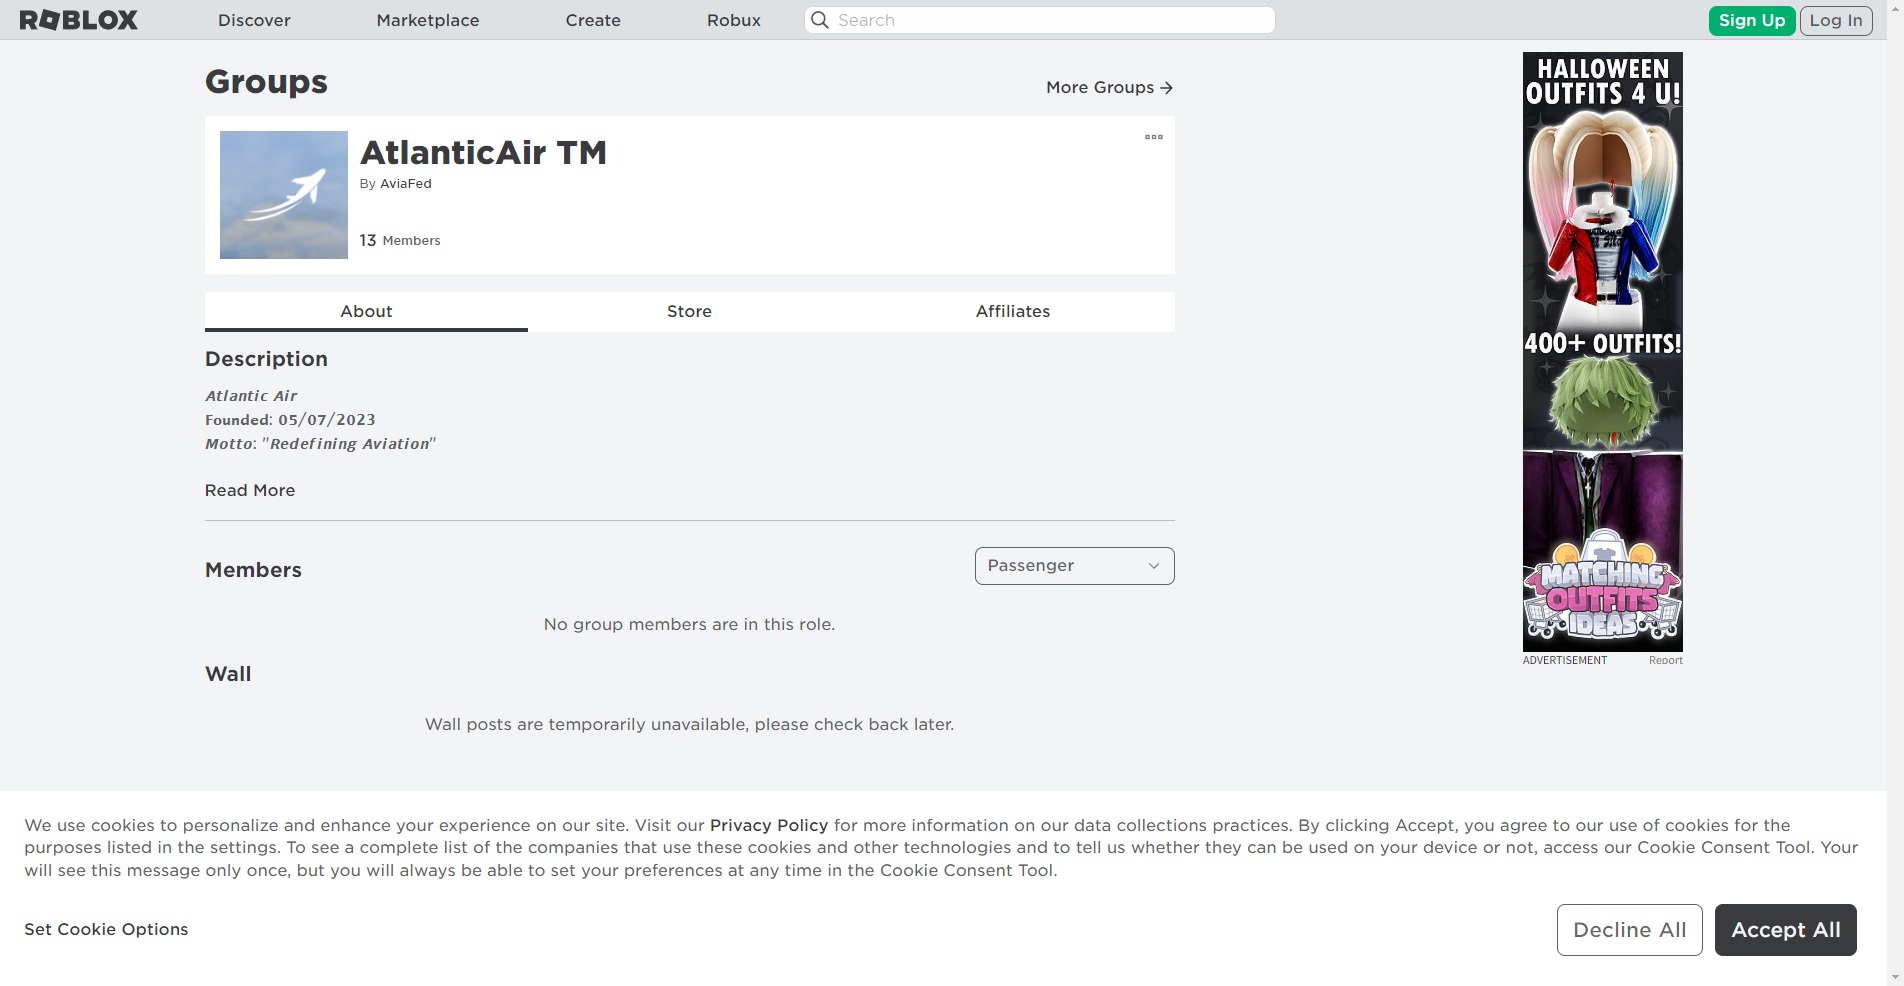 ROBLOX
Discover
Marketplace
Create
Robux
Search
Sign Up
Log In
Groups
More Groups
AtlanticAir TM
By AviaFed
13 Members
About
Store
Affiliates
Description
Atlantic Air
Founded: 05/07/2023
Motto: "Redefining Aviation"
Read More
Members
Passenger
No group members are in this role.
Wall
Wall posts are temporarily unavailable, please check back later.
HALLOWEEN
OUTFITS 4 U!
400+ OUTFITS!
MATCHING
OUTFITS
IDEAS
ADVERTISEMENT
Report
We use cookies to personalize and enhance your experience on our site. Visit our Privacy Policy for more information on our data collections practices. By clicking Accept, you agree to our use of cookies for the
purposes listed in the settings. To see a complete list of the companies that use these cookies and other technologies and to tell us whether they can be used on your device or not, access our Cookie Consent Tool. Your
will see this message only once, but you will always be able to set your preferences at any time in the Cookie Consent Tool.
Set Cookie Options
Decline All
Accept All